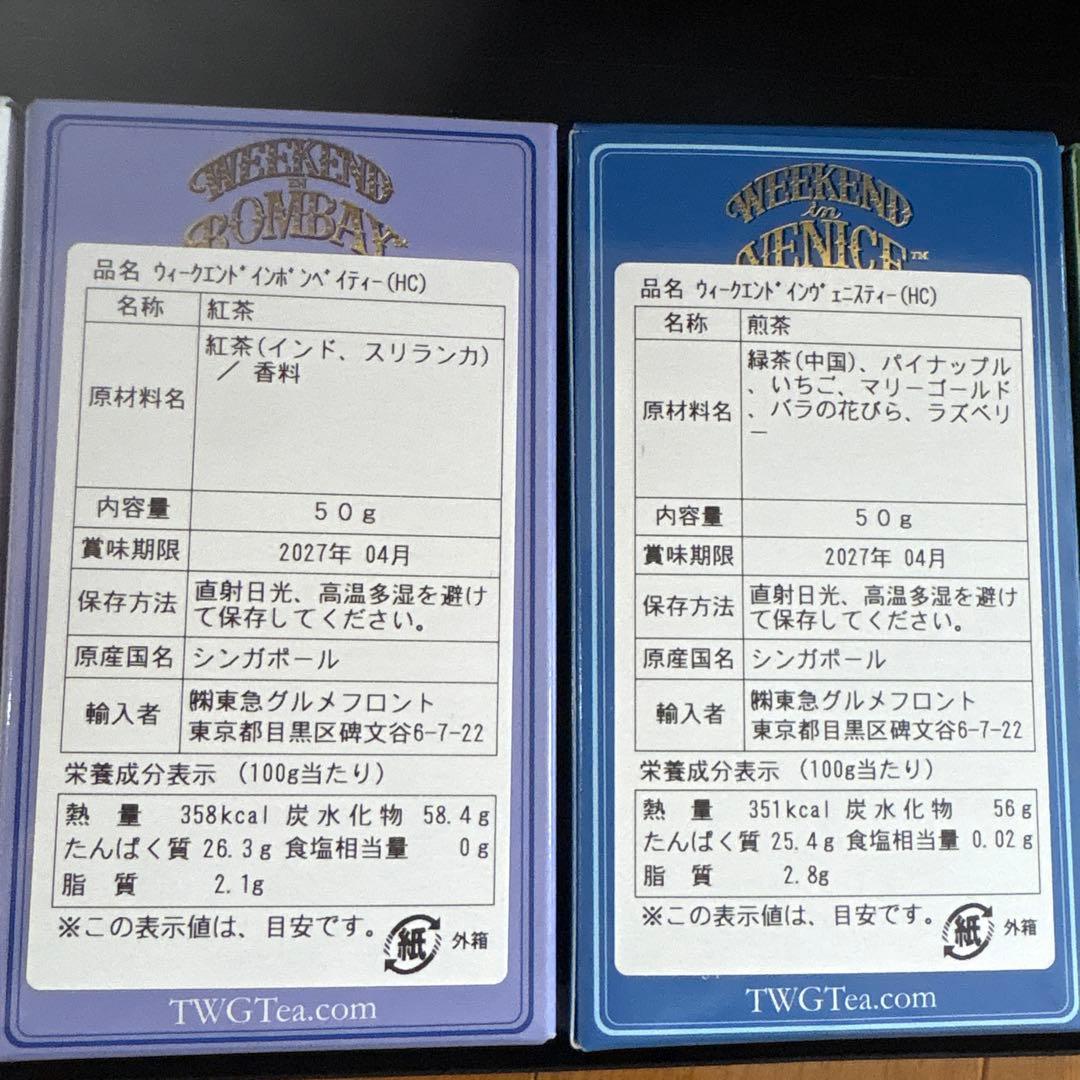 WEEKEND
IN
BOMBAY
品名 ウィークエンド インボンベイティー(HC)
名称 紅茶
原材料名 紅茶(インド、スリランカ)
／ 香料
内容量 50g
賞味期限 2027年 04月
保存方法 直射日光、高温多湿を避け
て保存してください。
原産国名 シンガポール
輸入者 ㈱東急グルメフロント
東京都目黒区碑文谷6-7-22
栄養成分表示 (100g当たり)
熱量 358kcal 炭水化物 58.4g
たんぱく質 26.3g 食塩相当量 0g
脂質 2.1g
※この表示値は、目安です。
紙 外箱
TWGTea.com
WEEKEND
in
VENICE™
品名 ウィークエンド インヴェニスティー(HC)
名称 煎茶
原材料名 緑茶(中国)、パイナップル
、いちご、マリーゴールド
、バラの花びら、ラズベリ
ー
内容量 50g
賞味期限 2027年 04月
保存方法 直射日光、高温多湿を避け
て保存してください。
原産国名 シンガポール
輸入者 ㈱東急グルメフロント
東京都目黒区碑文谷6-7-22
栄養成分表示 (100g当たり)
熱量 351kcal 炭水化物 56g
たんぱく質 25.4g 食塩相当量 0.02g
脂質 2.8g
※この表示値は、目安です。
紙 外箱
TWGTea.com